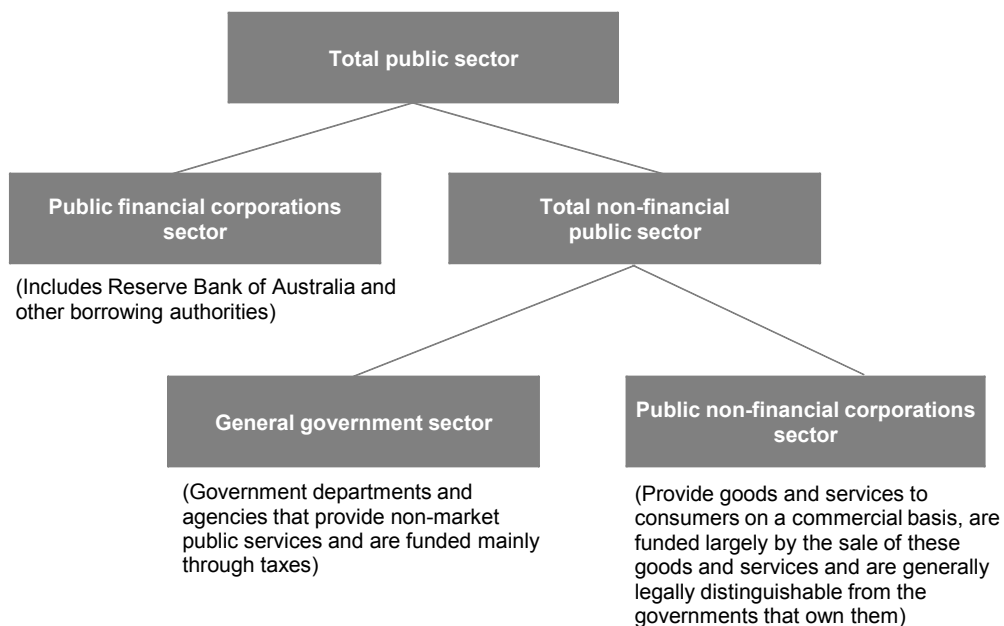 Total public sector
Public financial corporations
sector
Total non-financial
public sector
(Includes Reserve Bank of Australia and
other borrowing authorities)
General government sector
Public non-financial corporations
sector
(Government departments and
agencies that provide non-market
public services and are funded mainly
through taxes)
(Provide goods and services to
consumers on a commercial basis, are
funded largely by the sale of these
goods and services and are generally
legally distinguishable from the
governments that own them)